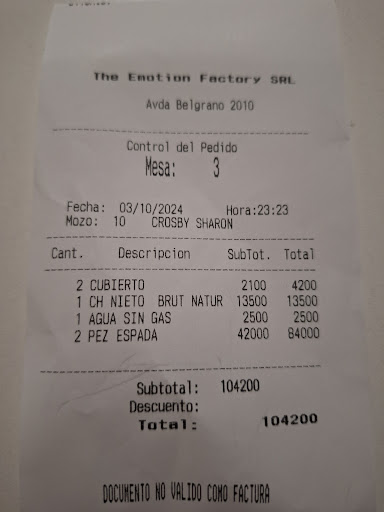 The Emotion Factory SRL
Avda Belgrano 2010
Control del Pedido
Mesa: 3
Fecha: 03/10/2024 Hora:23:23
Mozo: 10 CROSBY SHARON
Cant. Descripcion SubTot. Total
2 CUBIERTO 2100 4200
1 CH NIETO BRUT NATUR 13500 13500
1 AGUA SIN GAS 2500 2500
2 PEZ ESPADA 42000 84000
Subtotal: 104200
Descuento:
Total: 104200
DOCUMENTO NO VALIDO COMO FACTURA